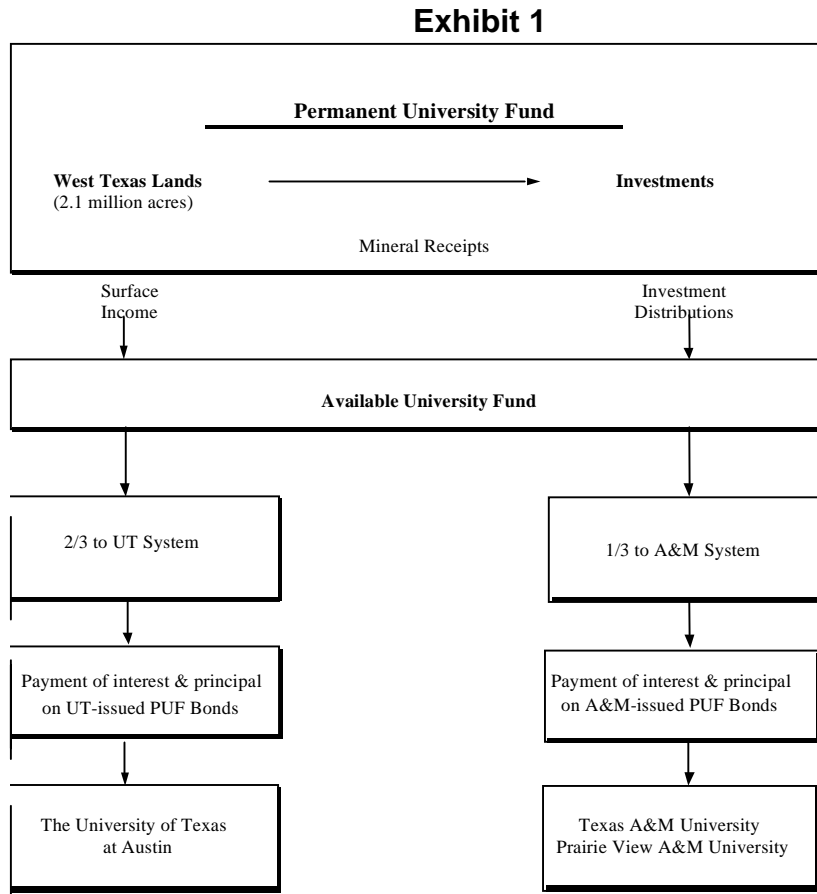 Exhibit 1
Permanent University Fund
West Texas Lands
(2.1 million acres)
Investments
Mineral Receipts
Surface
Income
Investment
Distributions
Available University Fund
2/3 to UT System
1/3 to A&M System
Payment of interest & principal
on UT-issued PUF Bonds
Payment of interest & principal
on A&M-issued PUF Bonds
The University of Texas
at Austin
Texas A&M University
Prairie View A&M University